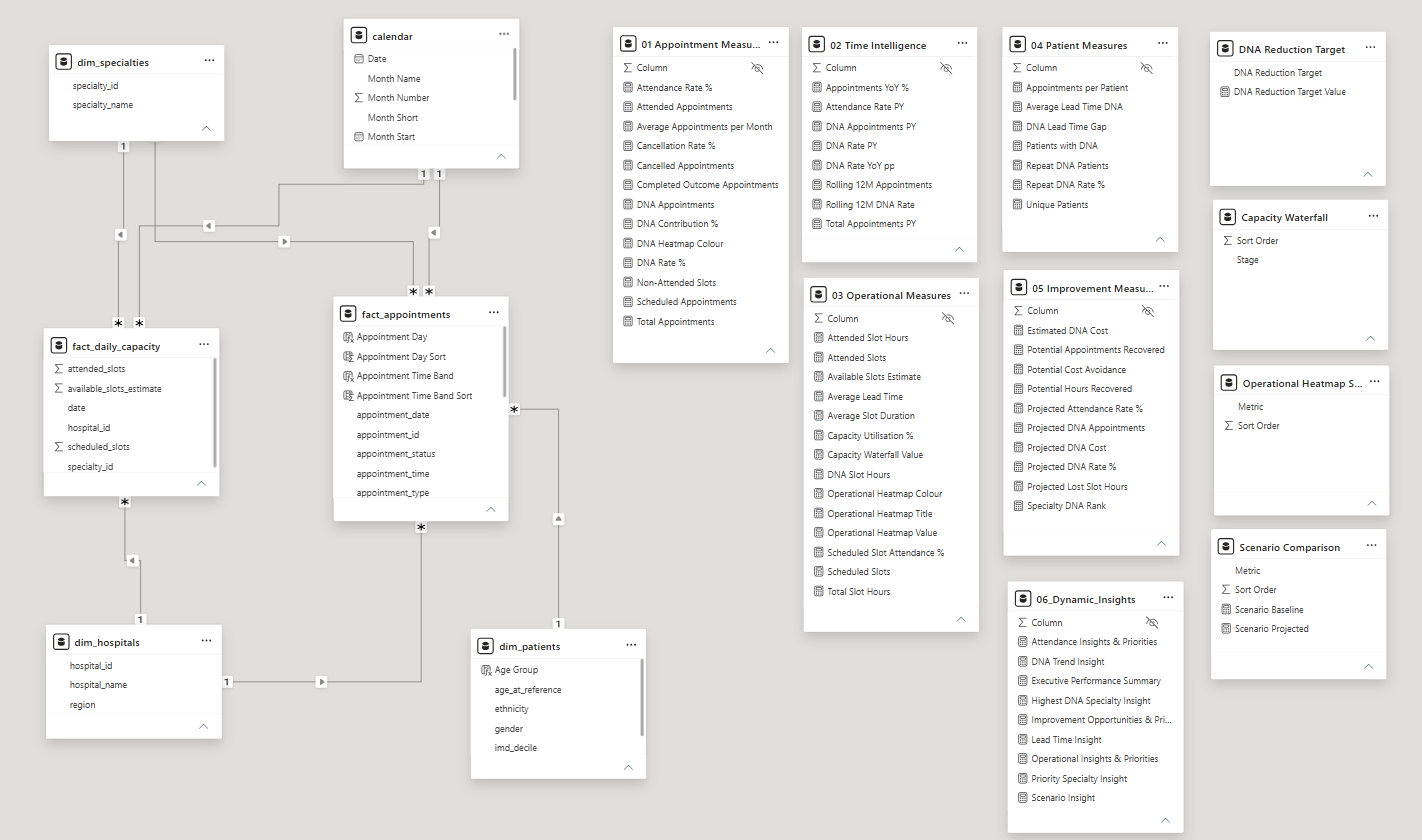 dim_specialties
specialty_id
specialty_name
1
calendar
Date
Month Name
Month Number
Month Short
Month Start
1
1
*
*
fact_daily_capacity
attended_slots
available_slots_estimate
date
hospital_id
scheduled_slots
specialty_id
*
*
*
fact_appointments
Appointment Day
Appointment Day Sort
Appointment Time Band
Appointment Time Band Sort
appointment_date
appointment_id
appointment_status
appointment_time
appointment_type
*
*
1
dim_hospitals
hospital_id
hospital_name
region
1
1
dim_patients
Age Group
age_at_reference
ethnicity
gender
imd_decile
01 Appointment Measu...
Column
Attendance Rate %
Attended Appointments
Average Appointments per Month
Cancellation Rate %
Cancelled Appointments
Completed Outcome Appointments
DNA Appointments
DNA Contribution %
DNA Heatmap Colour
DNA Rate %
Non-Attended Slots
Scheduled Appointments
Total Appointments
02 Time Intelligence
Column
Appointments YoY %
Attendance Rate PY
DNA Appointments PY
DNA Rate PY
DNA Rate YoY pp
Rolling 12M Appointments
Rolling 12M DNA Rate
Total Appointments PY
03 Operational Measures
Column
Attended Slot Hours
Attended Slots
Available Slots Estimate
Average Lead Time
Average Slot Duration
Capacity Utilisation %
Capacity Waterfall Value
DNA Slot Hours
Operational Heatmap Colour
Operational Heatmap Title
Operational Heatmap Value
Scheduled Slot Attendance %
Scheduled Slots
Total Slot Hours
04 Patient Measures
Column
Appointments per Patient
Average Lead Time DNA
DNA Lead Time Gap
Patients with DNA
Repeat DNA Patients
Repeat DNA Rate %
Unique Patients
05 Improvement Measu...
Column
Estimated DNA Cost
Potential Appointments Recovered
Potential Cost Avoidance
Potential Hours Recovered
Projected Attendance Rate %
Projected DNA Appointments
Projected DNA Cost
Projected DNA Rate %
Projected Lost Slot Hours
Specialty DNA Rank
06_Dynamic_Insights
Column
Attendance Insights & Priorities
DNA Trend Insight
Executive Performance Summary
Highest DNA Specialty Insight
Improvement Opportunities & Pri...
Lead Time Insight
Operational Insights & Priorities
Priority Specialty Insight
Scenario Insight
DNA Reduction Target
DNA Reduction Target
DNA Reduction Target Value
Capacity Waterfall
Sort Order
Stage
Operational Heatmap S...
Metric
Sort Order
Scenario Comparison
Metric
Sort Order
Scenario Baseline
Scenario Projected